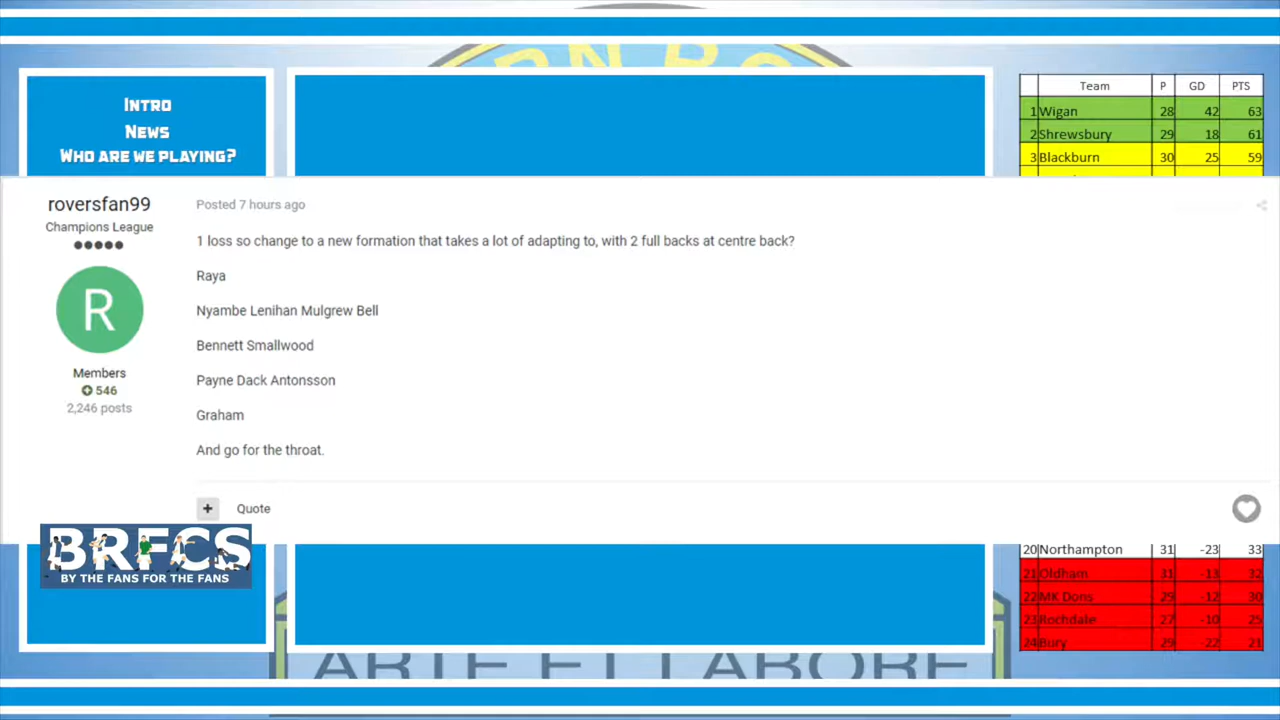 RN RO
INTRO
NEWS
WHO ARE WE PLAYING?
Team P GD PTS
1 Wigan 28 42 63
2 Shrewsbury 29 18 61
3 Blackburn 30 25 59
roversfan99
Champions League
Members
546
2,246 posts
R
Posted 7 hours ago
1 loss so change to a new formation that takes a lot of adapting to, with 2 full backs at centre back?
Raya
Nyambe Lenihan Mulgrew Bell
Bennett Smallwood
Payne Dack Antonsson
Graham
And go for the throat.
+ Quote
BRFCS
BY THE FANS FOR THE FANS
20 Northampton 31 -23 33
21 Oldham 31 -13 32
22 MK Dons 29 -12 30
23 Rochdale 27 -10 25
24 Bury 29 -22 21
ARTE ET LABORE